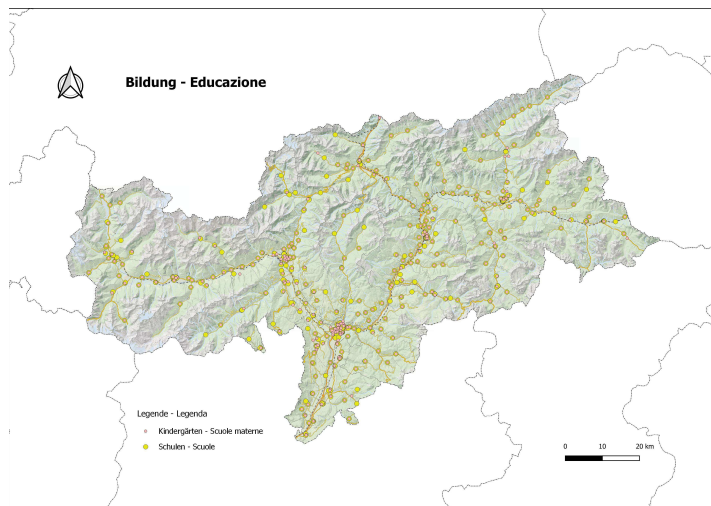 Bildung - Educazione
Legende - Legenda
Kindergärten - Scuole materne
Schulen - Scuole
0 10 20 km